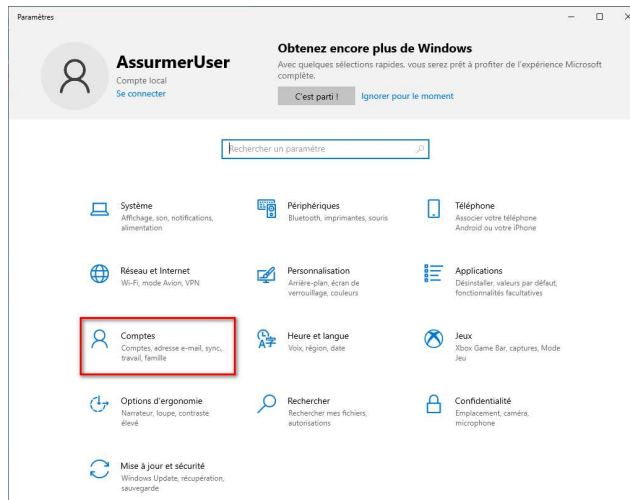 Paramètres
AssurmerUser
Compte local
Se connecter
Obtenez encore plus de Windows
Avec quelques sélections rapides, vous serez prêt à profiter de l'expérience Microsoft
complète.
C'est parti !
Ignorer pour le moment
Rechercher un paramètre
Système
Affichage, son, notifications,
alimentation
Périphériques
Bluetooth, imprimantes, souris
Téléphone
Associer votre téléphone
Android ou votre iPhone
Réseau et Internet
Wi-Fi, mode Avion, VPN
Personnalisation
Arrière-plan, écran de
verrouillage, couleurs
Applications
Désinstaller, valeurs par défaut,
fonctionnalités facultatives
Comptes
Comptes, adresse e-mail, sync.,
travail, famille
Heure et langue
Voix, région, date
Jeux
Xbox Game Bar, captures, Mode
Jeu
Options d'ergonomie
Narrateur, loupe, contraste
élevé
Rechercher
Rechercher mes fichiers,
autorisations
Confidentialité
Emplacement, caméra,
microphone
Mise à jour et sécurité
Windows Update, récupération,
sauvegarde